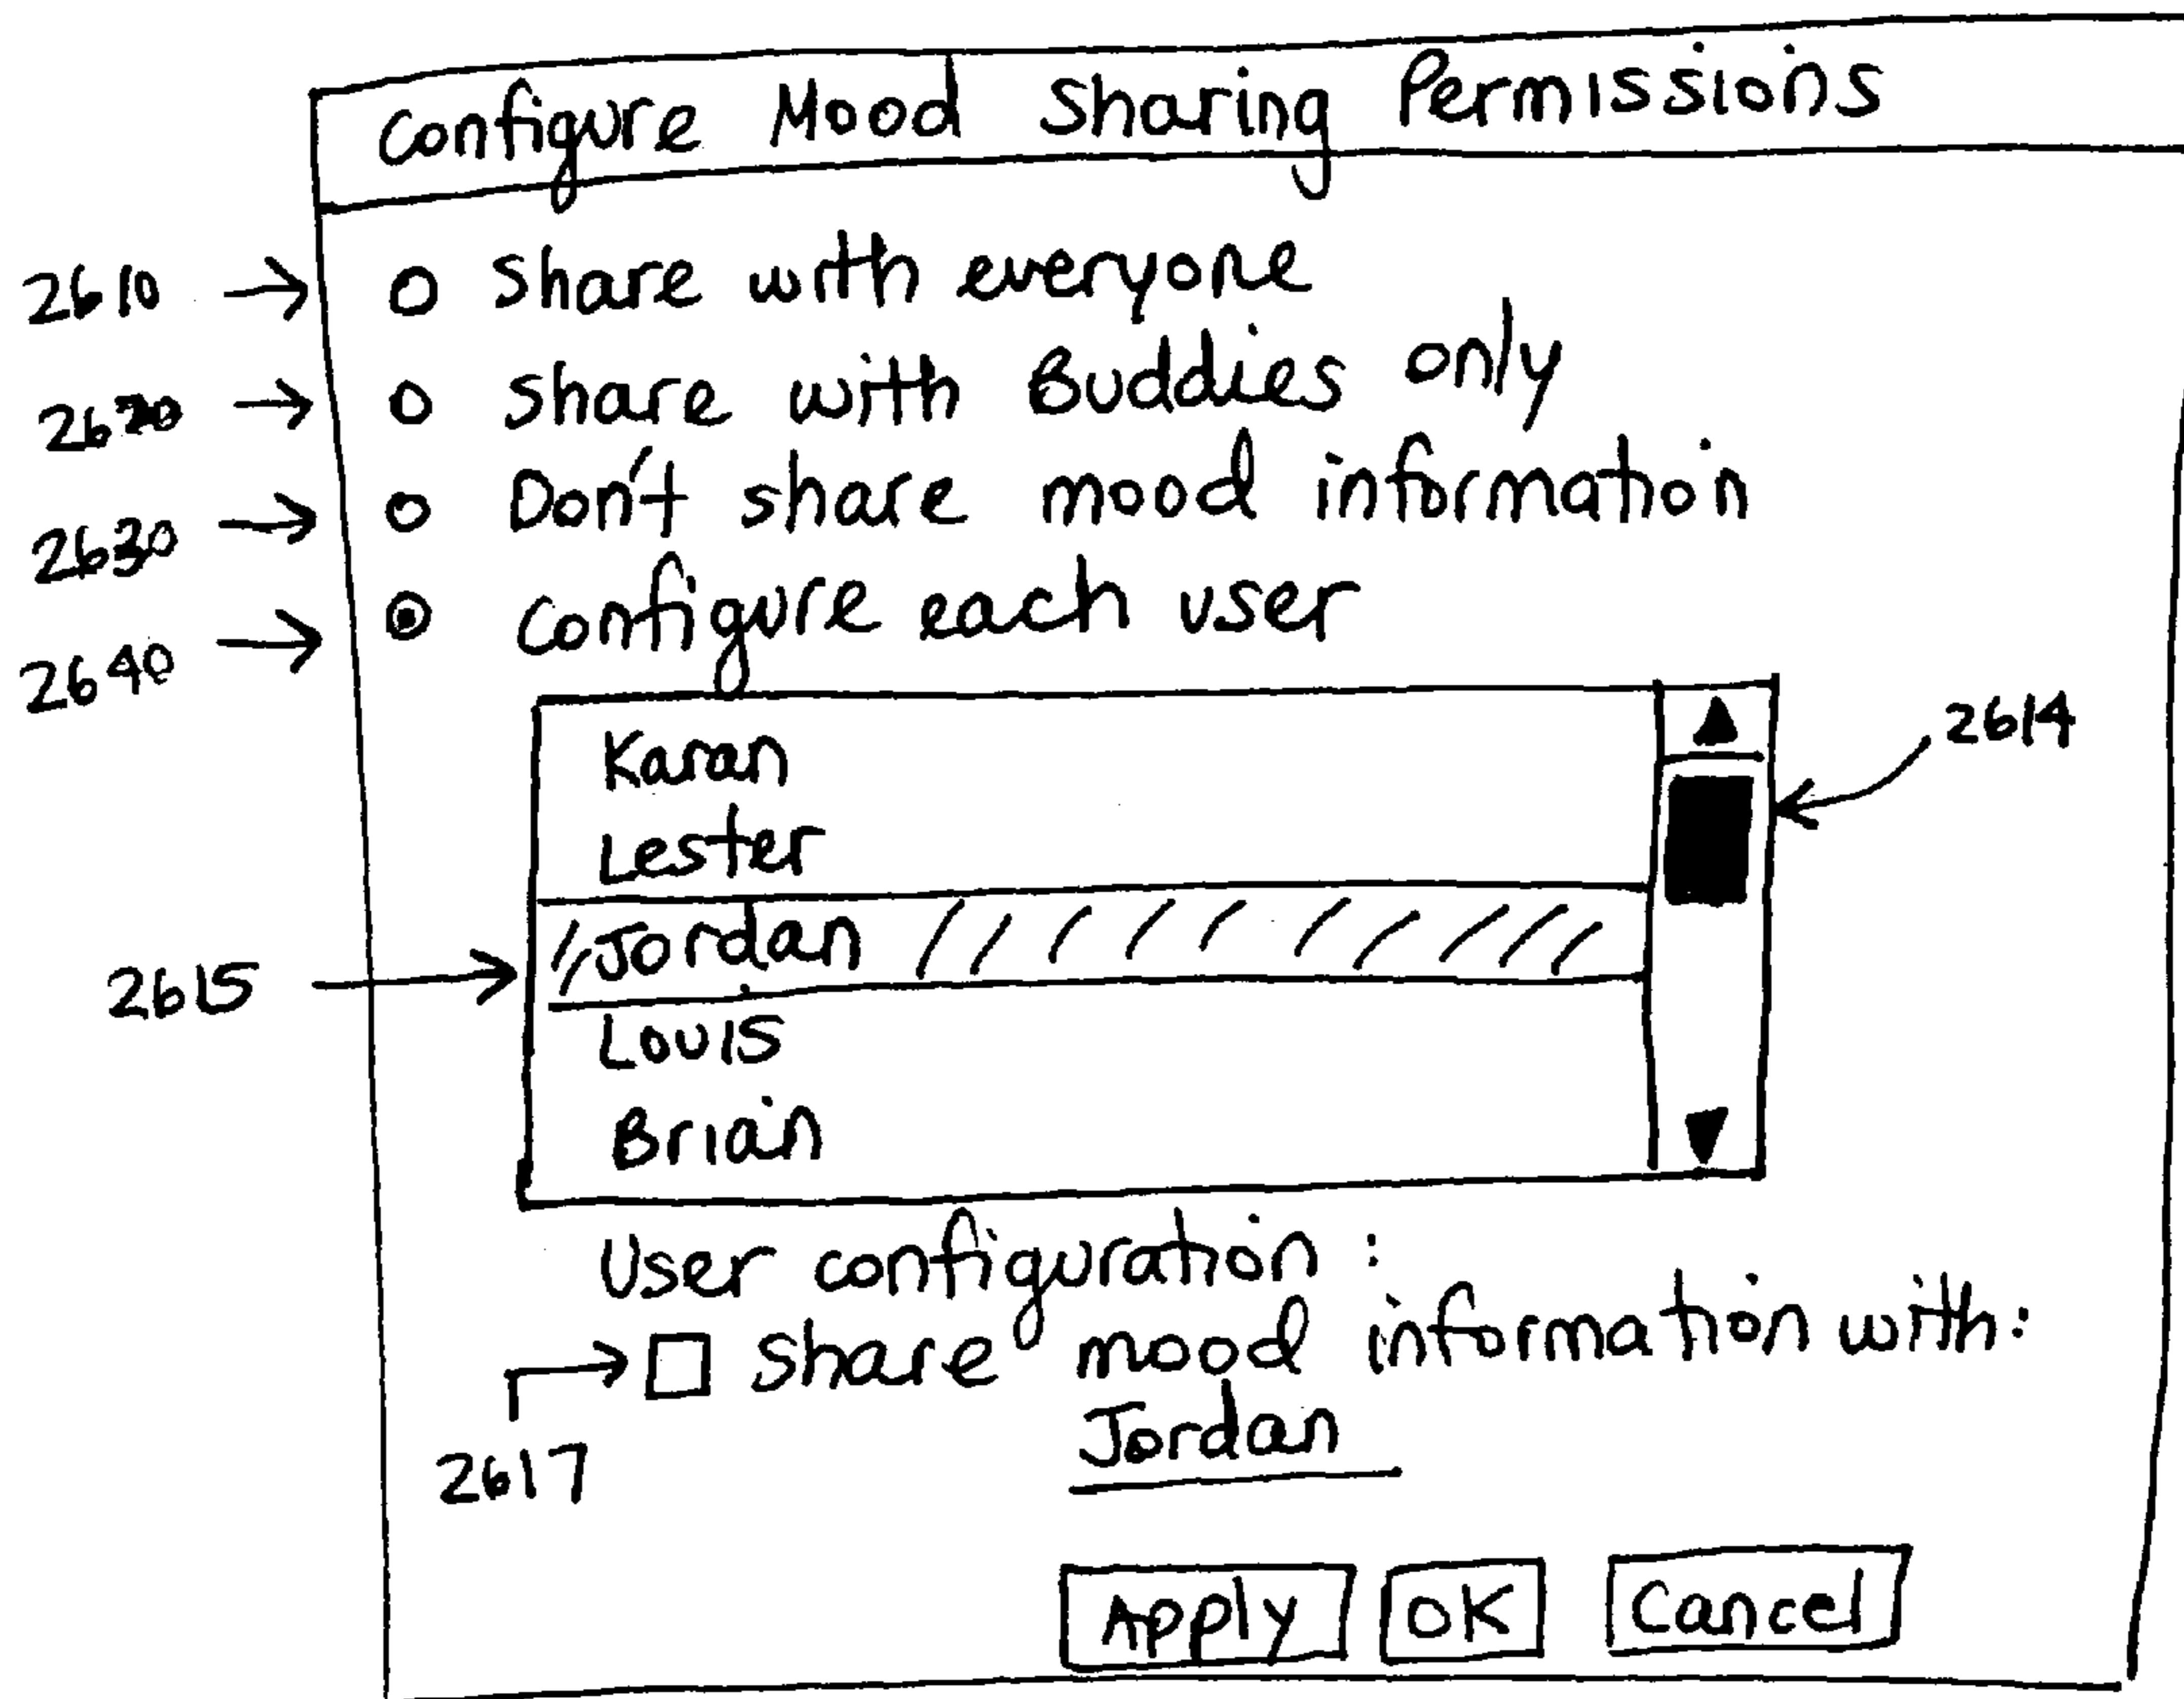 Configure Mood Sharing Permissions
2610 Share with everyone
2620 Share with Buddies only
2630 Don't share mood information
2640 Configure each user
Karan
2614
Lester
2615 Jordan
Louis
Brian
User configuration :
share mood information with:
Jordan
2617
Apply OK Cancel